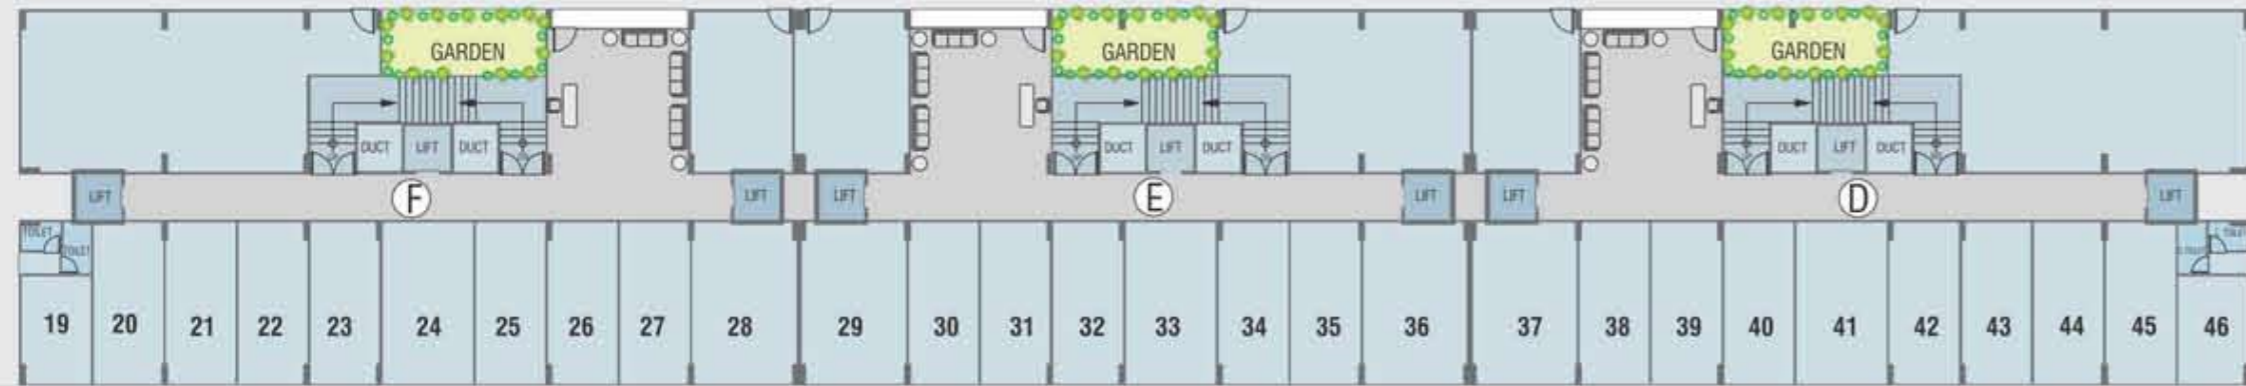 GARDEN GARDEN GARDEN
DUCT LIFT DUCT DUCT LIFT DUCT DUCT LIFT DUCT
LIFT F LIFT LIFT E LIFT LIFT D LIFT
TOILET TOILET
TOILET
19 20 21 22 23 24 25 26 27 28 29 30 31 32 33 34 35 36 37 38 39 40 41 42 43 44 45 46